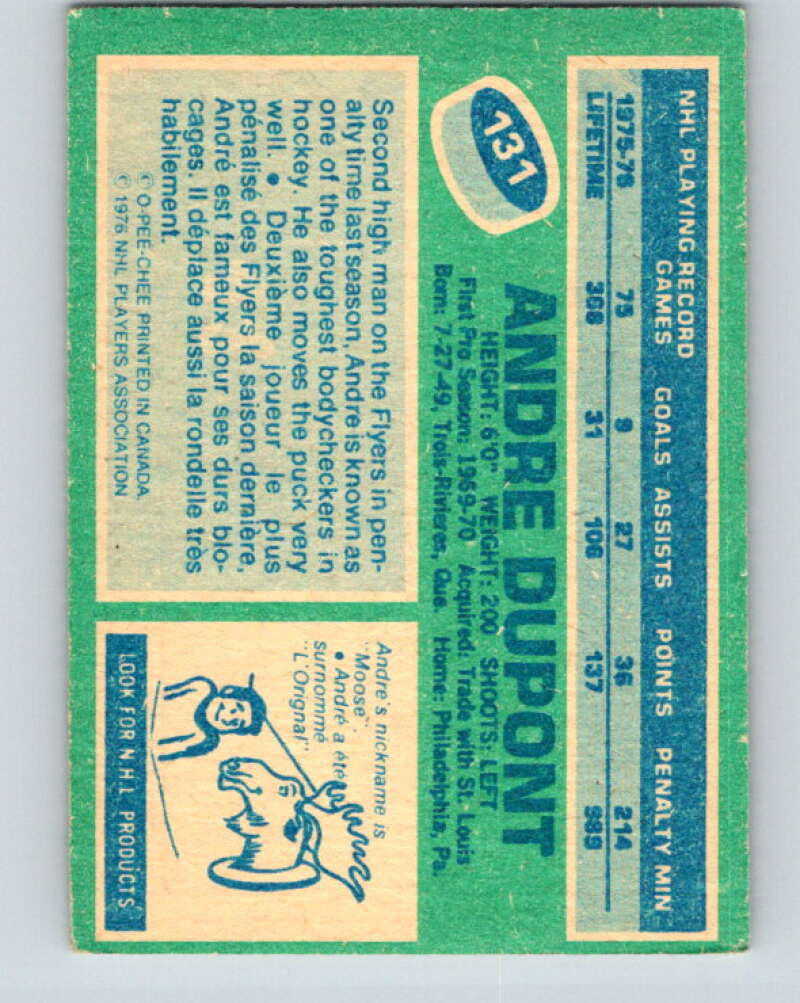 NHL PLAYING RECORD
GAMES GOALS ASSISTS POINTS PENALTY MIN
1975-76 75 9 27 36 214
LIFETIME 308 31 106 137 989
131
ANDRE DUPONT
HEIGHT: 6'0" WEIGHT: 200 SHOOTS: LEFT
First Pro Season: 1969-70 Acquired: Trade with St. Louis
Born: 7-27-49, Trois-Rivieres, Que. Home: Philadelphia, Pa.
Second high man on the Flyers in pen-
alty time last season, Andre is known as
one of the toughest bodycheckers in
hockey. He also moves the puck very
well. • Deuxième joueur le plus
pénalisé des Flyers la saison dernière,
André est fameux pour ses durs blo-
cages. Il déplace aussi la rondelle très
habilement.
© O-PEE-CHEE PRINTED IN CANADA
© 1976 NHL PLAYERS ASSOCIATION
Andre's nickname is
"Moose".
• André a été
surnommé
"L'Orignal"
LOOK FOR N.H.L. PRODUCTS